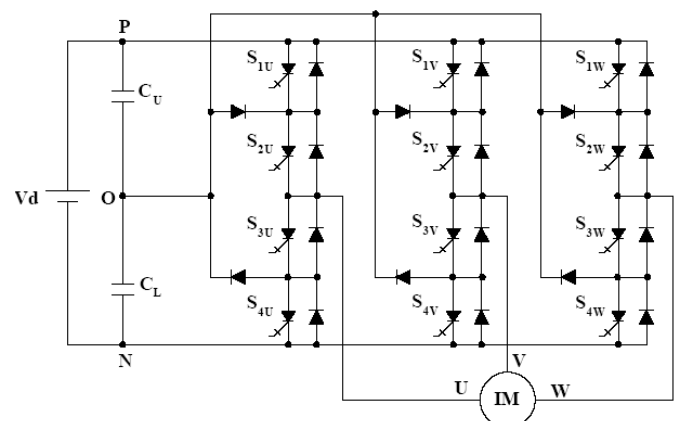 P
S1U
S1V
S1W
CU
S2U
S2V
S2W
Vd
O
S3U
S3V
S3W
CL
S4U
S4V
S4W
N
V
U
IM
W